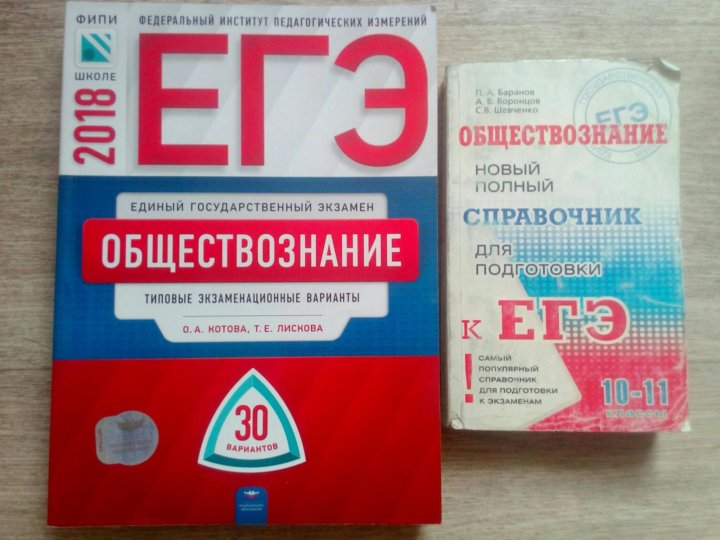 ФИПИ
ШКОЛЕ
2018
ФЕДЕРАЛЬНЫЙ ИНСТИТУТ ПЕДАГОГИЧЕСКИХ ИЗМЕРЕНИЙ
ЕГЭ
ЕДИНЫЙ ГОСУДАРСТВЕННЫЙ ЭКЗАМЕН
ОБЩЕСТВОЗНАНИЕ
ТИПОВЫЕ ЭКЗАМЕНАЦИОННЫЕ ВАРИАНТЫ
О. А. КОТОВА, Т. Е. ЛИСКОВА
30
ВАРИАНТОВ
П. А. Баранов
А. В. Воронцов
С. В. Шевченко
ЕГЭ
ОБЩЕСТВОЗНАНИЕ
НОВЫЙ
ПОЛНЫЙ
СПРАВОЧНИК
ДЛЯ
ПОДГОТОВКИ
К ЕГЭ
!
САМЫЙ
ПОПУЛЯРНЫЙ
СПРАВОЧНИК
ДЛЯ ПОДГОТОВКИ
К ЭКЗАМЕНАМ
10-11
КЛАССЫ